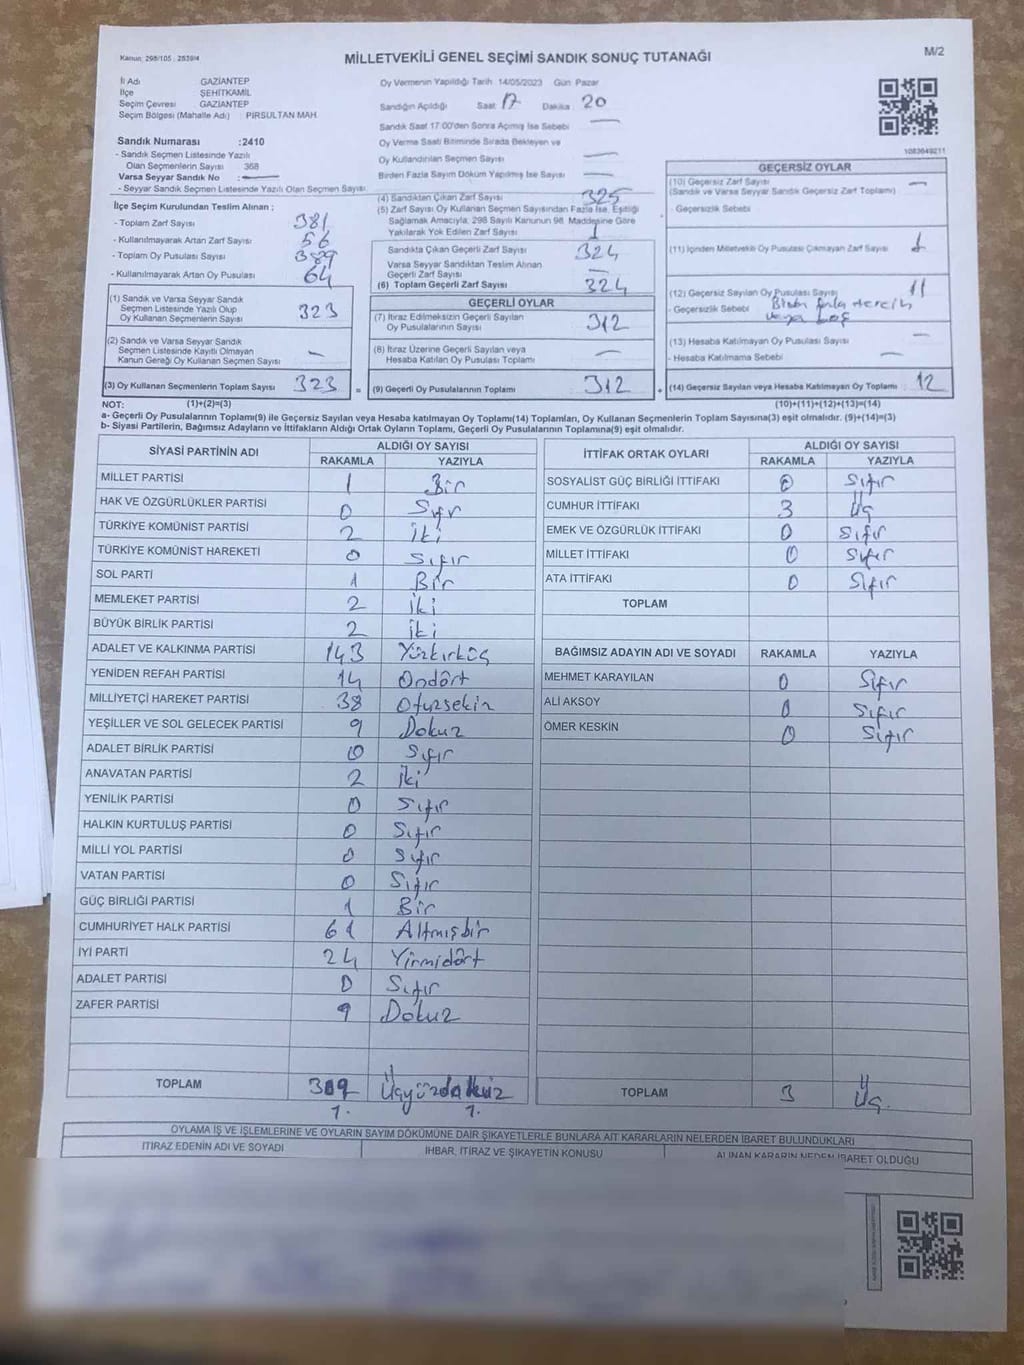 Kanun: 298/105 , 2839/4
MİLLETVEKİLİ GENEL SEÇİMİ SANDIK SONUÇ TUTANAĞI
M/2
İl Adı GAZİANTEP
İlçe ŞEHİTKAMİL
Seçim Çevresi GAZİANTEP
Seçim Bölgesi (Mahalle Adı) PIRSULTAN MAH.
Oy Vermenin Yapıldığı Tarih 14/05/2023 Gün Pazar
Sandığın Açıldığı Saat 17 Dakika 20
Sandık Saat 17:00'den Sonra Açılmış İse Sebebi —
Oy Verme Saati Bitiminde Sırada Bekleyen ve
Oy Kullandırılan Seçmen Sayısı —
Birden Fazla Sayım Döküm Yapılmış İse Sayısı —
1083649211
Sandık Numarası :2410
- Sandık Seçmen Listesinde Yazılı
Olan Seçmenlerin Sayısı 368
Varsa Seyyar Sandık No : —
- Seyyar Sandık Seçmen Listesinde Yazılı Olan Seçmen Sayısı
İlçe Seçim Kurulundan Teslim Alınan ;
- Toplam Zarf Sayısı 381
- Kullanılmayarak Artan Zarf Sayısı 56
- Toplam Oy Pusulası Sayısı 389
- Kullanılmayarak Artan Oy Pusulası 64
(1) Sandık ve Varsa Seyyar Sandık
Seçmen Listesinde Yazılı Olup
Oy Kullanan Seçmenlerin Sayısı 323
(2) Sandık ve Varsa Seyyar Sandık
Seçmen Listesinde Kayıtlı Olmayan
Kanun Gereği Oy Kullanan Seçmen Sayısı —
(3) Oy Kullanan Seçmenlerin Toplam Sayısı 323 =
(4) Sandıktan Çıkan Zarf Sayısı 325
(5) Zarf Sayısı Oy Kullanan Seçmen Sayısından Fazla İse, Eşitliği
Sağlamak Amacıyla, 298 Sayılı Kanunun 98. Maddesine Göre
Yakılarak Yok Edilen Zarf Sayısı 1
Sandıkta Çıkan Geçerli Zarf Sayısı 324
Varsa Seyyar Sandıktan Teslim Alınan
Geçerli Zarf Sayısı —
(6) Toplam Geçerli Zarf Sayısı 324
GEÇERLİ OYLAR
(7) İtiraz Edilmeksizin Geçerli Sayılan
Oy Pusulalarının Sayısı 312
(8) İtiraz Üzerine Geçerli Sayılan veya
Hesaba Katılan Oy Pusulası Toplamı —
(9) Geçerli Oy Pusulalarının Toplamı 312 +
GEÇERSİZ OYLAR
(10) Geçersiz Zarf Sayısı —
(Sandık ve Varsa Seyyar Sandık Geçersiz Zarf Toplamı)
- Geçersizlik Sebebi
(11) İçinden Milletvekili Oy Pusulası Çıkmayan Zarf Sayısı 1
(12) Geçersiz Sayılan Oy Pusulası Sayısı 11
- Geçersizlik Sebebi Birden fazla tercih
veya boş
(13) Hesaba Katılmayan Oy Pusulası Sayısı —
- Hesaba Katılmama Sebebi —
(14) Geçersiz Sayılan veya Hesaba Katılmayan Oy Toplamı 12
NOT: (1)+(2)=(3) (10)+(11)+(12)+(13)=(14)
a- Geçerli Oy Pusulalarının Toplamı(9) ile Geçersiz Sayılan veya Hesaba katılmayan Oy Toplamı(14) Toplamları, Oy Kullanan Seçmenlerin Toplam Sayısına(3) eşit olmalıdır. (9)+(14)=(3)
b- Siyasi Partilerin, Bağımsız Adayların ve İttifakların Aldığı Ortak Oyların Toplamı, Geçerli Oy Pusulalarının Toplamına(9) eşit olmalıdır.
SİYASİ PARTİNİN ADI ALDIĞI OY SAYISI
RAKAMLA YAZIYLA
MİLLET PARTİSİ 1 Bir
HAK VE ÖZGÜRLÜKLER PARTİSİ 0 Sıfır
TÜRKİYE KOMÜNİST PARTİSİ 2 iki
TÜRKİYE KOMÜNİST HAREKETİ 0 Sıfır
SOL PARTİ 1 Bir
MEMLEKET PARTİSİ 2 iki
BÜYÜK BİRLİK PARTİSİ 2 iki
ADALET VE KALKINMA PARTİSİ 143 Yüzkırküç
YENİDEN REFAH PARTİSİ 14 Ondört
MİLLİYETÇİ HAREKET PARTİSİ 38 Otuzsekiz
YEŞİLLER VE SOL GELECEK PARTİSİ 9 Dokuz
ADALET BİRLİK PARTİSİ 0 Sıfır
ANAVATAN PARTİSİ 2 iki
YENİLİK PARTİSİ 0 Sıfır
HALKIN KURTULUŞ PARTİSİ 0 Sıfır
MİLLİ YOL PARTİSİ 0 Sıfır
VATAN PARTİSİ 0 Sıfır
GÜÇ BİRLİĞİ PARTİSİ 1 Bir
CUMHURİYET HALK PARTİSİ 61 Altmışbir
İYİ PARTİ 24 Yirmidört
ADALET PARTİSİ 0 Sıfır
ZAFER PARTİSİ 9 Dokuz
TOPLAM 309 Üçyüzdokuz
İTTİFAK ORTAK OYLARI ALDIĞI OY SAYISI
RAKAMLA YAZIYLA
SOSYALİST GÜÇ BİRLİĞİ İTTİFAKI 0 Sıfır
CUMHUR İTTİFAKI 3 Üç
EMEK VE ÖZGÜRLÜK İTTİFAKI 0 Sıfır
MİLLET İTTİFAKI 0 Sıfır
ATA İTTİFAKI 0 Sıfır
TOPLAM
BAĞIMSIZ ADAYIN ADI VE SOYADI RAKAMLA YAZIYLA
MEHMET KARAYILAN 0 Sıfır
ALİ AKSOY 0 Sıfır
ÖMER KESKİN 0 Sıfır
TOPLAM 3 Üç
OYLAMA İŞ VE İŞLEMLERİNE VE OYLARIN SAYIM DÖKÜMÜNE DAİR ŞİKAYETLERLE BUNLARA AİT KARARLARIN NELERDEN İBARET BULUNDUKLARI
İTİRAZ EDENİN ADI VE SOYADI İHBAR, İTİRAZ VE ŞİKAYETİN KONUSU ALINAN KARARIN NEDEN İBARET OLDUĞU